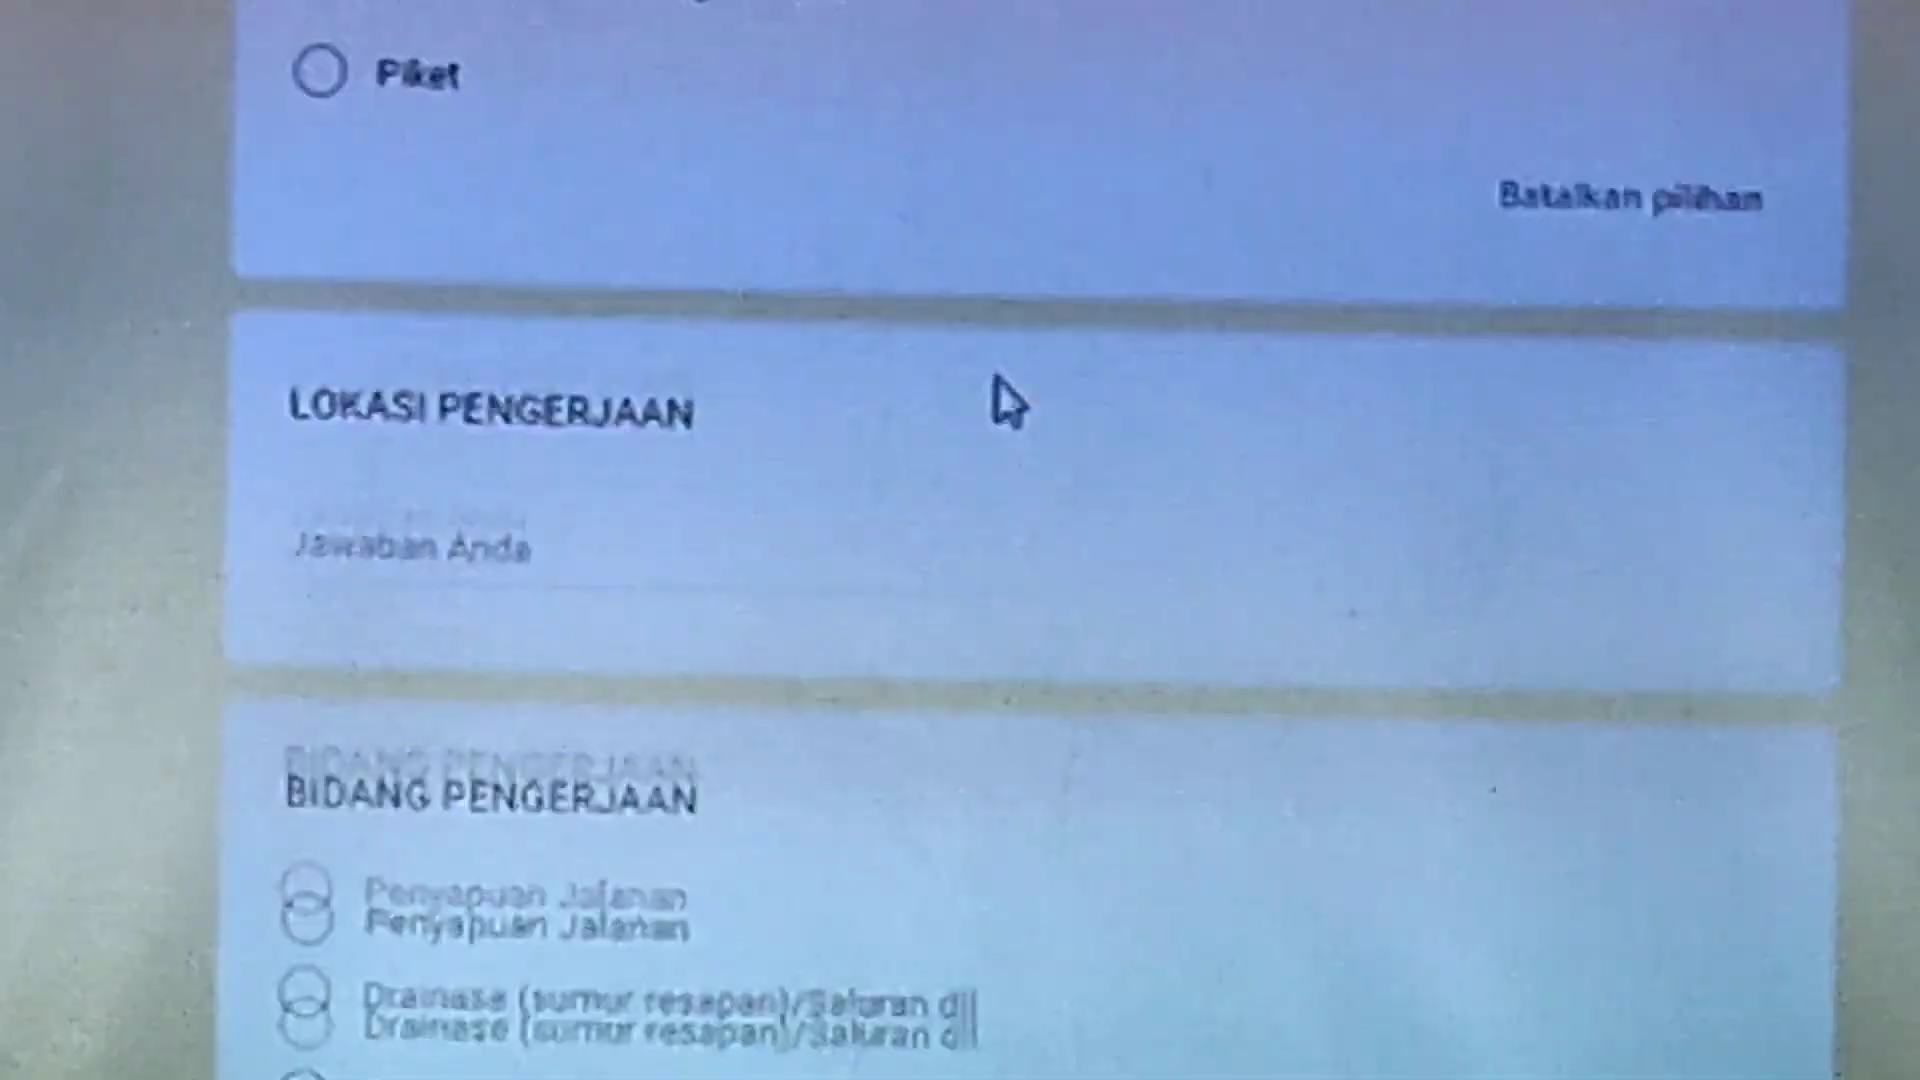 Piket
Batalkan pilihan
LOKASI PENGERJAAN
Jawaban Anda
BIDANG PENGERJAAN
Penyapuan Jalanan
Drainase (sumur resapan)/Saluran dll